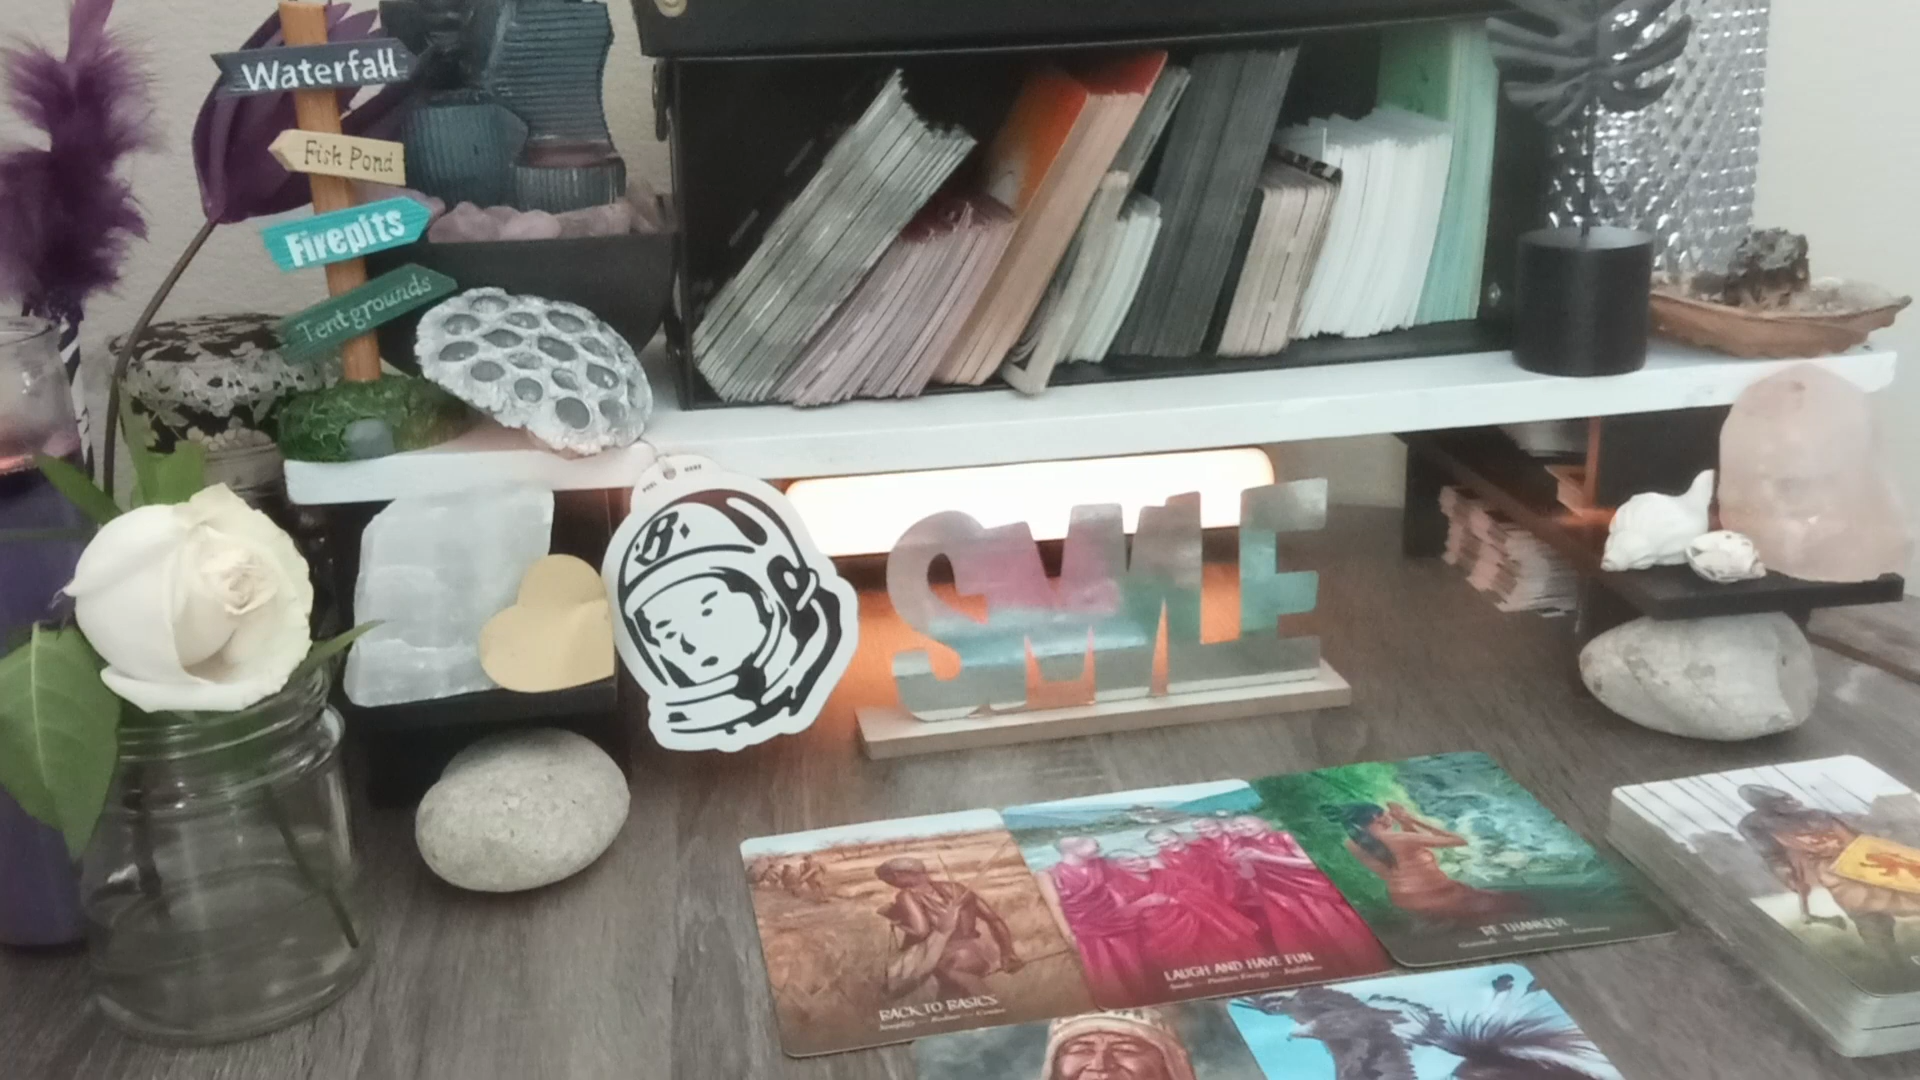 Waterfall
Fish Pond
Firepits
Tentgrounds
B
SMILE
BACK TO BASICS
LAUGH AND HAVE FUN
BE THANKFUL